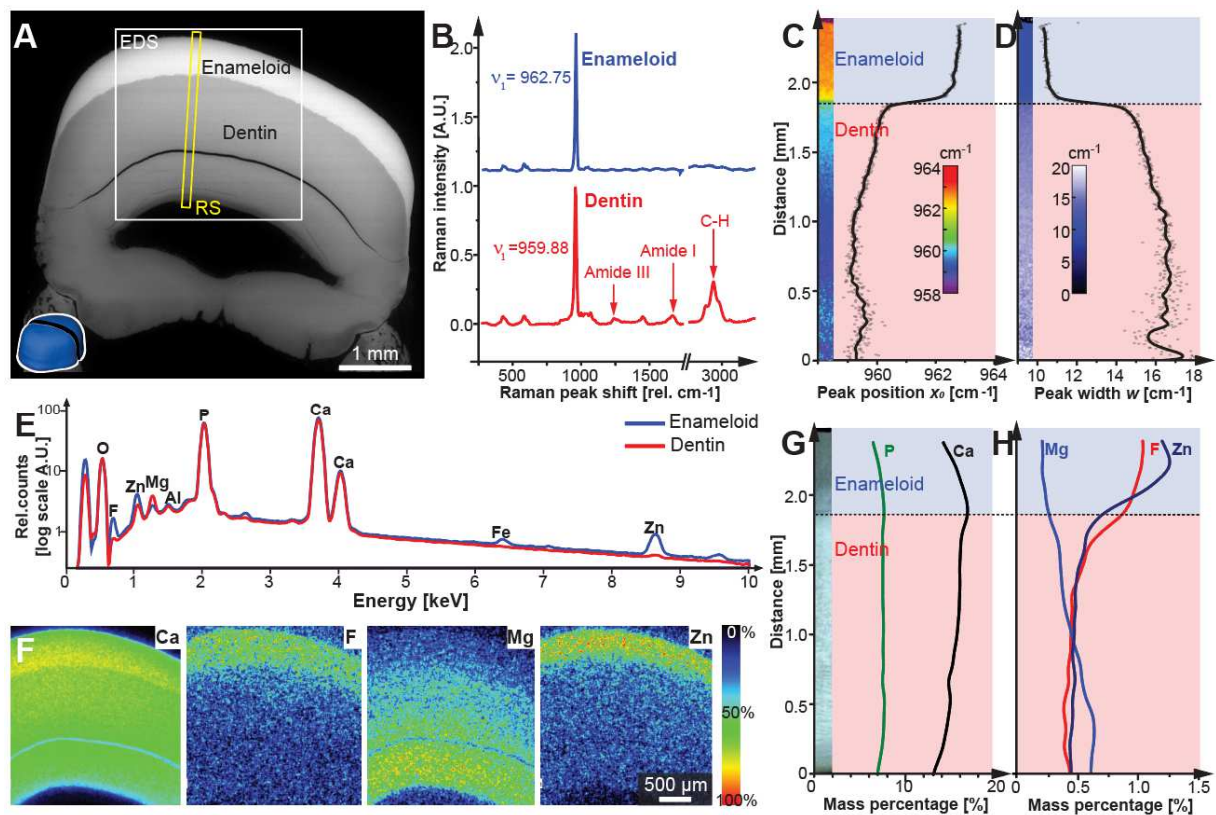 A
EDS
Enameloid
Dentin
RS
1 mm
B
2.0
Enameloid
ν1 = 962.75
Raman intensity [A.U.]
1.0
Dentin
C-H
ν1 =959.88
Amide I
Amide III
0.0
500
1000
1500
3000
Raman peak shift [rel. cm-1]
C
D
Enameloid
2.0
Dentin
1.5
cm-1
964
962
960
958
cm-1
20
15
10
5
0
Distance [mm]
1.0
0.5
0
960
962
964
10
12
14
16
18
Peak position x0 [cm-1]
Peak width w [cm-1]
E
100
10
1
Rel.counts
[log scale A.U.]
O
F
Zn
Mg
Al
P
Ca
Ca
Fe
Zn
Enameloid
Dentin
0
1
2
3
4
5
6
7
8
9
10
Energy [keV]
F
Ca
F
Mg
Zn
0 %
50%
100%
500 µm
G
P
Ca
H
Mg
F
Zn
Enameloid
2.0
Dentin
1.5
Distance [mm]
1.0
0.5
0
10
20
0
0.5
1.0
1.5
Mass percentage [%]
Mass percentage [%]